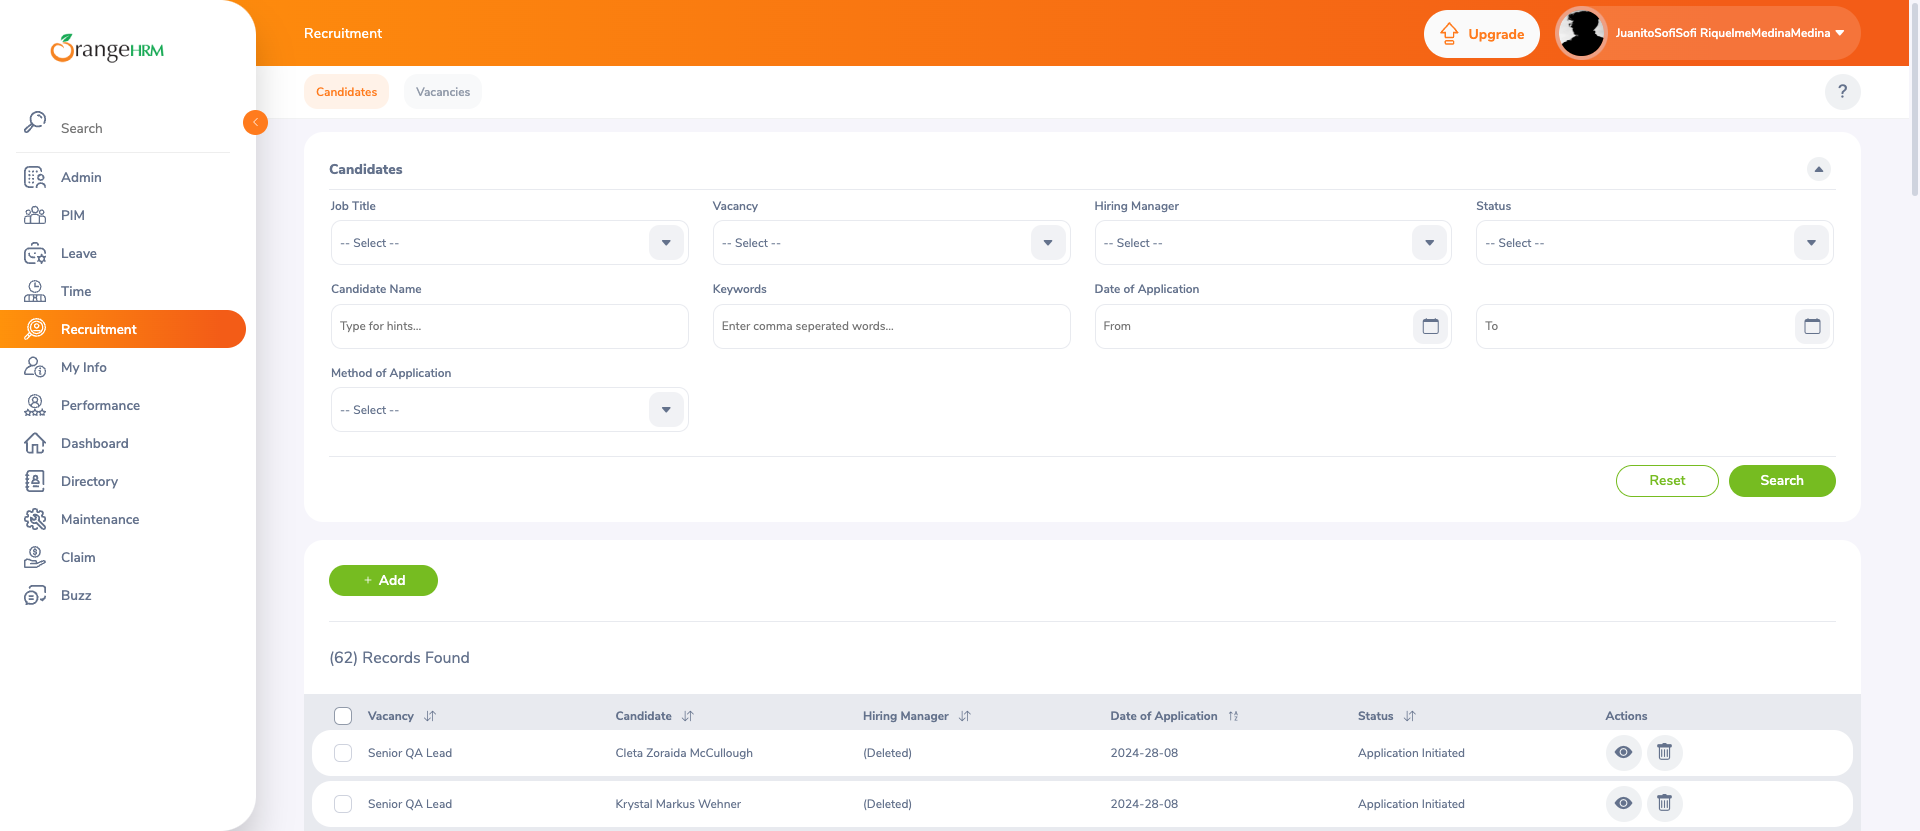 OrangeHRM
Recruitment
Upgrade
JuanitoSofiSofi RiquelmeMedinaMedina
Candidates
Vacancies
?
Search
Admin
PIM
Leave
Time
Recruitment
My Info
Performance
Dashboard
Directory
Maintenance
Claim
Buzz
Candidates
Job Title
Vacancy
Hiring Manager
Status
-- Select --
-- Select --
-- Select --
-- Select --
Candidate Name
Keywords
Date of Application
Type for hints...
Enter comma seperated words...
From
To
Method of Application
-- Select --
Reset
Search
+ Add
(62) Records Found
Vacancy Candidate Hiring Manager Date of Application Status Actions
Senior QA Lead Cleta Zoraida McCullough (Deleted) 2024-28-08 Application Initiated
Senior QA Lead Krystal Markus Wehner (Deleted) 2024-28-08 Application Initiated